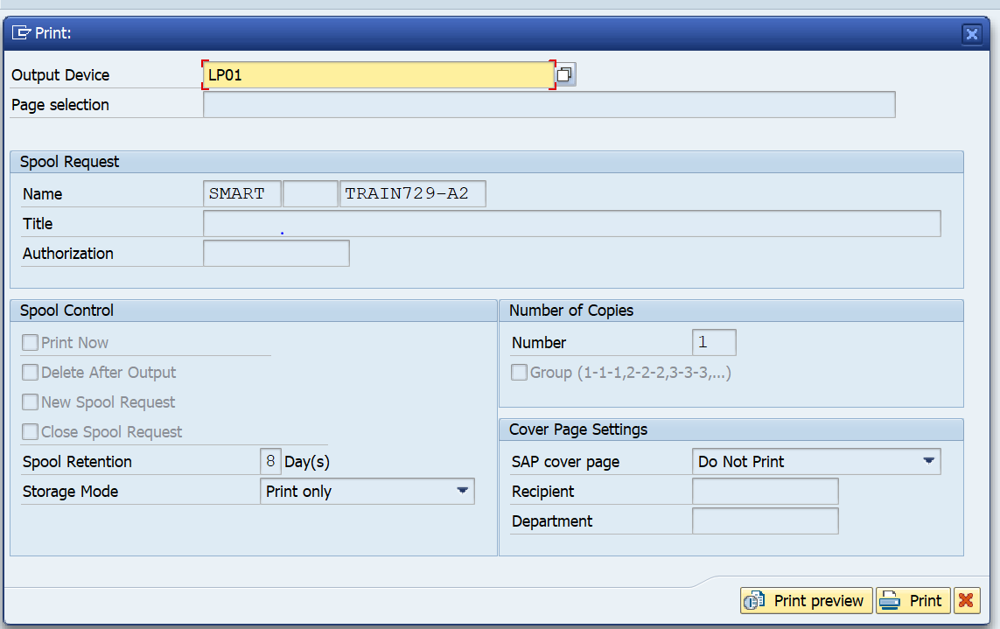 Print:
Output Device LP01
Page selection
Spool Request
Name SMART TRAIN729-A2
Title
Authorization
Spool Control
Print Now
Delete After Output
New Spool Request
Close Spool Request
Spool Retention 8 Day(s)
Storage Mode Print only
Number of Copies
Number 1
Group (1-1-1,2-2-2,3-3-3,...)
Cover Page Settings
SAP cover page Do Not Print
Recipient
Department
Print preview Print